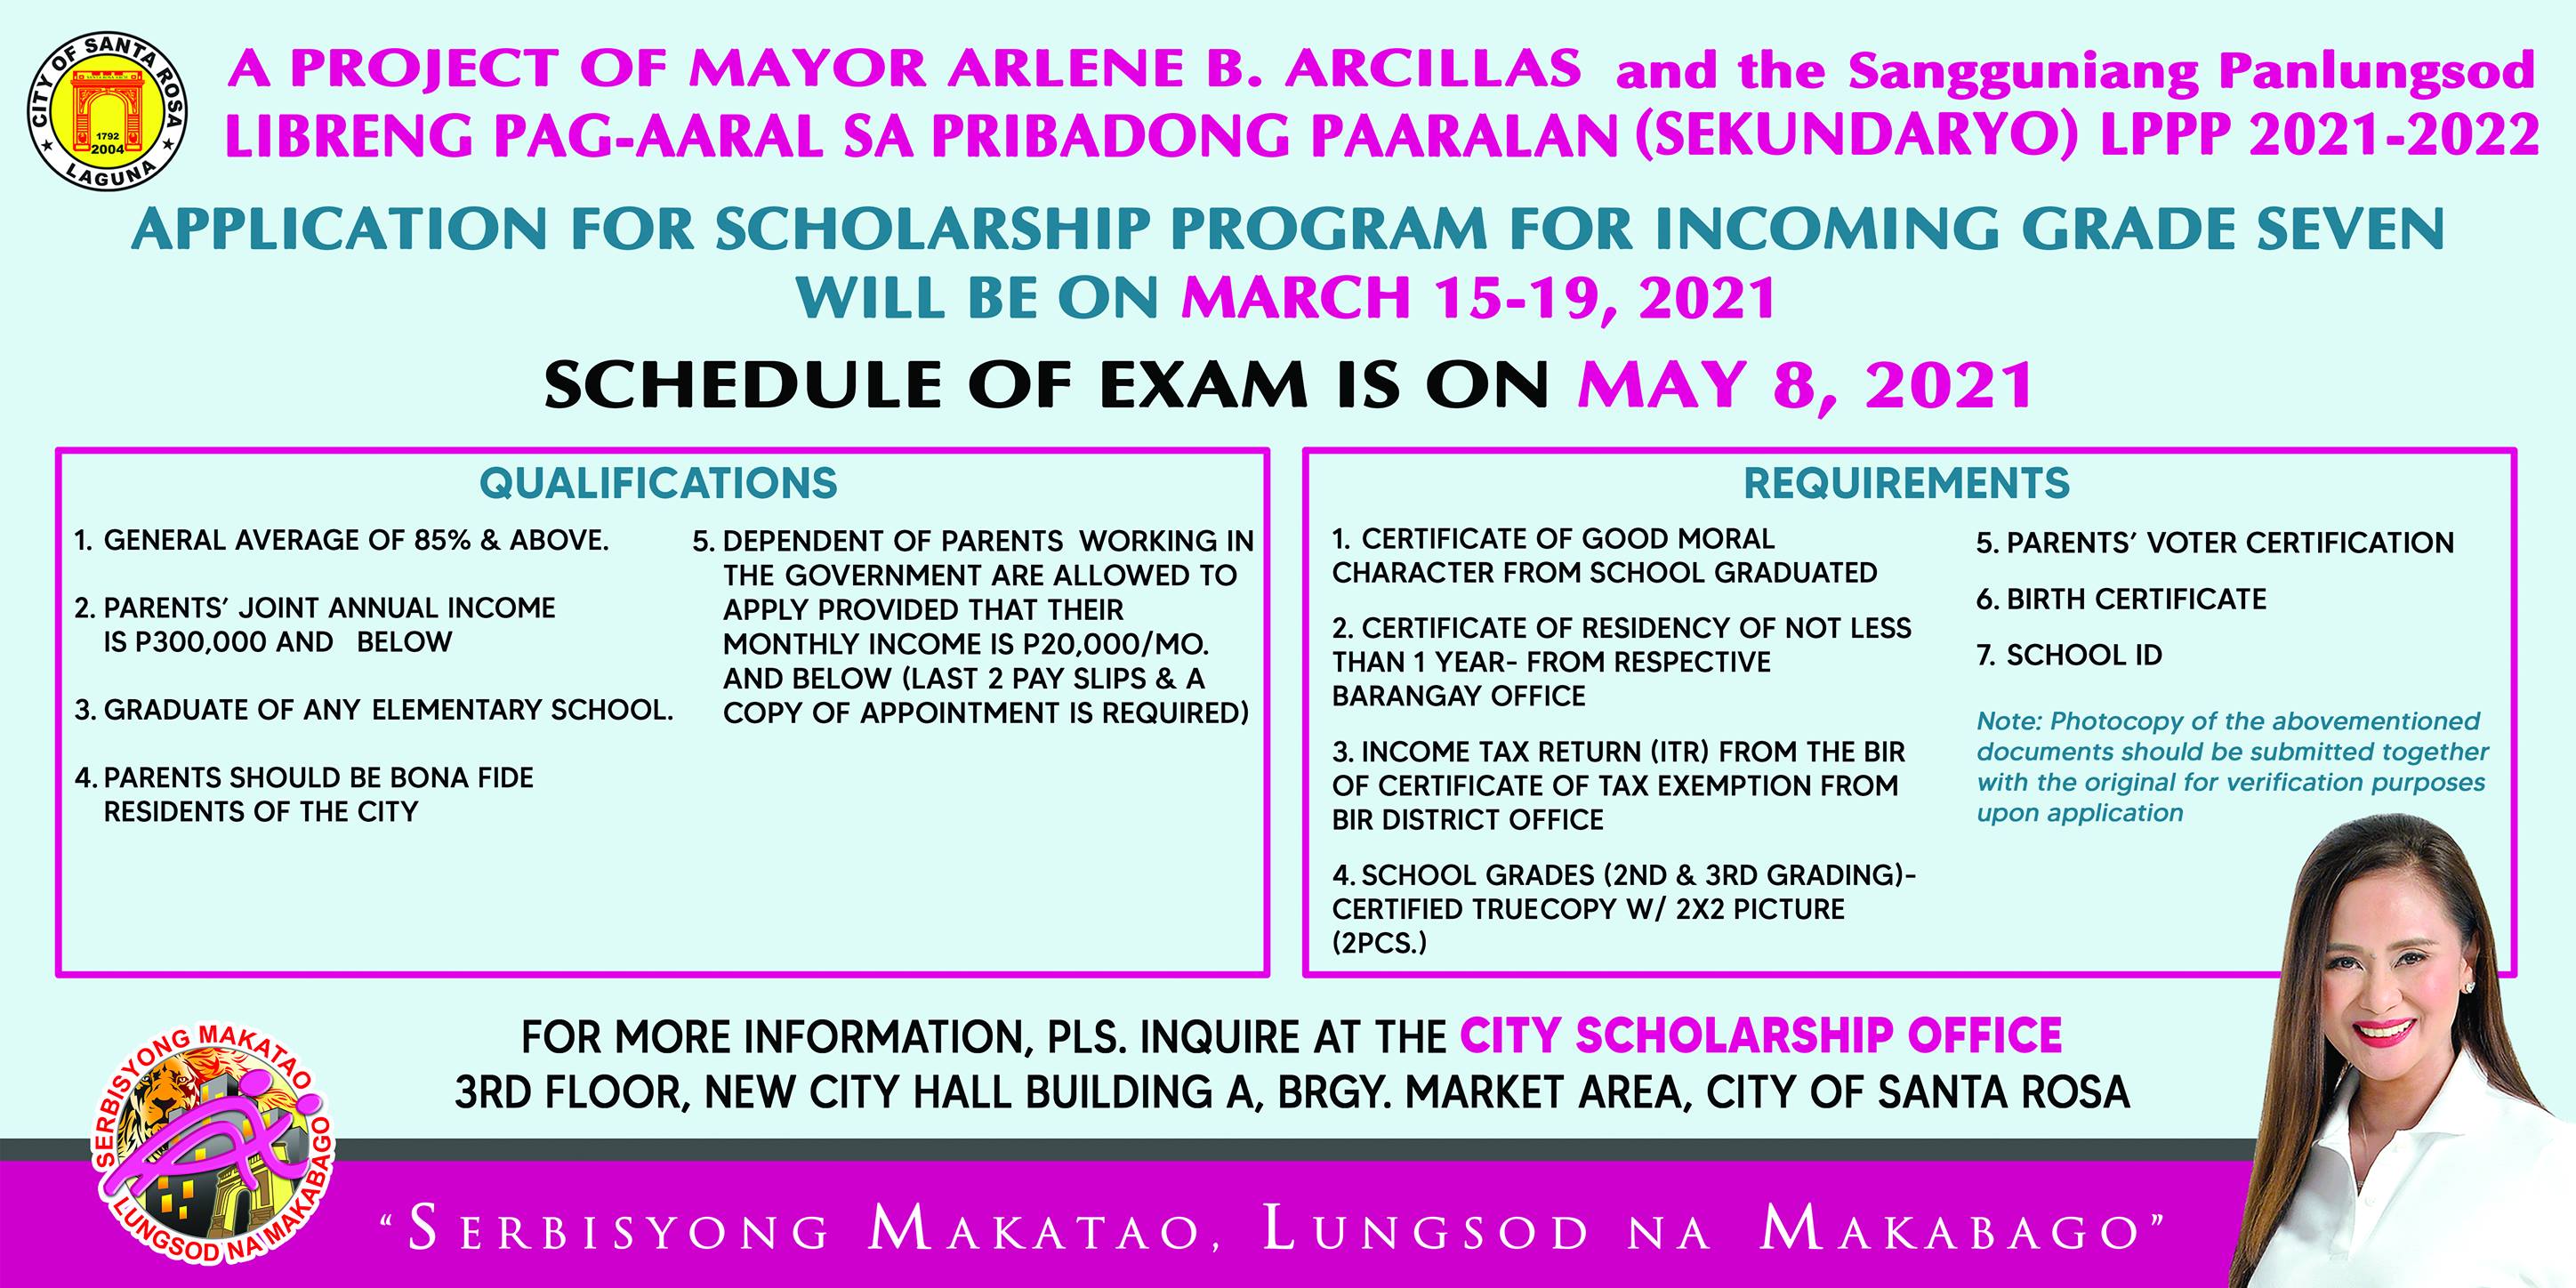 CITY OF SANTA ROSA
1792
2004
LAGUNA
A PROJECT OF MAYOR ARLENE B. ARCILLAS and the Sangguniang Panlungsod
LIBRENG PAG-AARAL SA PRIBADONG PAARALAN (SEKUNDARYO) LPPP 2021-2022
APPLICATION FOR SCHOLARSHIP PROGRAM FOR INCOMING GRADE SEVEN
WILL BE ON MARCH 15-19, 2021
SCHEDULE OF EXAM IS ON MAY 8, 2021
QUALIFICATIONS
1. GENERAL AVERAGE OF 85% & ABOVE.
2. PARENTS' JOINT ANNUAL INCOME
IS P300,000 AND BELOW
3. GRADUATE OF ANY ELEMENTARY SCHOOL.
4. PARENTS SHOULD BE BONA FIDE
RESIDENTS OF THE CITY
5. DEPENDENT OF PARENTS WORKING IN
THE GOVERNMENT ARE ALLOWED TO
APPLY PROVIDED THAT THEIR
MONTHLY INCOME IS P20,000/MO.
AND BELOW (LAST 2 PAY SLIPS & A
COPY OF APPOINTMENT IS REQUIRED)
REQUIREMENTS
1. CERTIFICATE OF GOOD MORAL
CHARACTER FROM SCHOOL GRADUATED
2. CERTIFICATE OF RESIDENCY OF NOT LESS
THAN 1 YEAR- FROM RESPECTIVE
BARANGAY OFFICE
3. INCOME TAX RETURN (ITR) FROM THE BIR
OF CERTIFICATE OF TAX EXEMPTION FROM
BIR DISTRICT OFFICE
4. SCHOOL GRADES (2ND & 3RD GRADING)-
CERTIFIED TRUECOPY W/ 2X2 PICTURE
(2PCS.)
5. PARENTS' VOTER CERTIFICATION
6. BIRTH CERTIFICATE
7. SCHOOL ID
Note: Photocopy of the abovementioned
documents should be submitted together
with the original for verification purposes
upon application
FOR MORE INFORMATION, PLS. INQUIRE AT THE CITY SCHOLARSHIP OFFICE
3RD FLOOR, NEW CITY HALL BUILDING A, BRGY. MARKET AREA, CITY OF SANTA ROSA
SERBISYONG MAKATAO
LUNGSOD NA MAKABAGO
"SERBISYONG MAKATAO, LUNGSOD NA MAKABAGO"